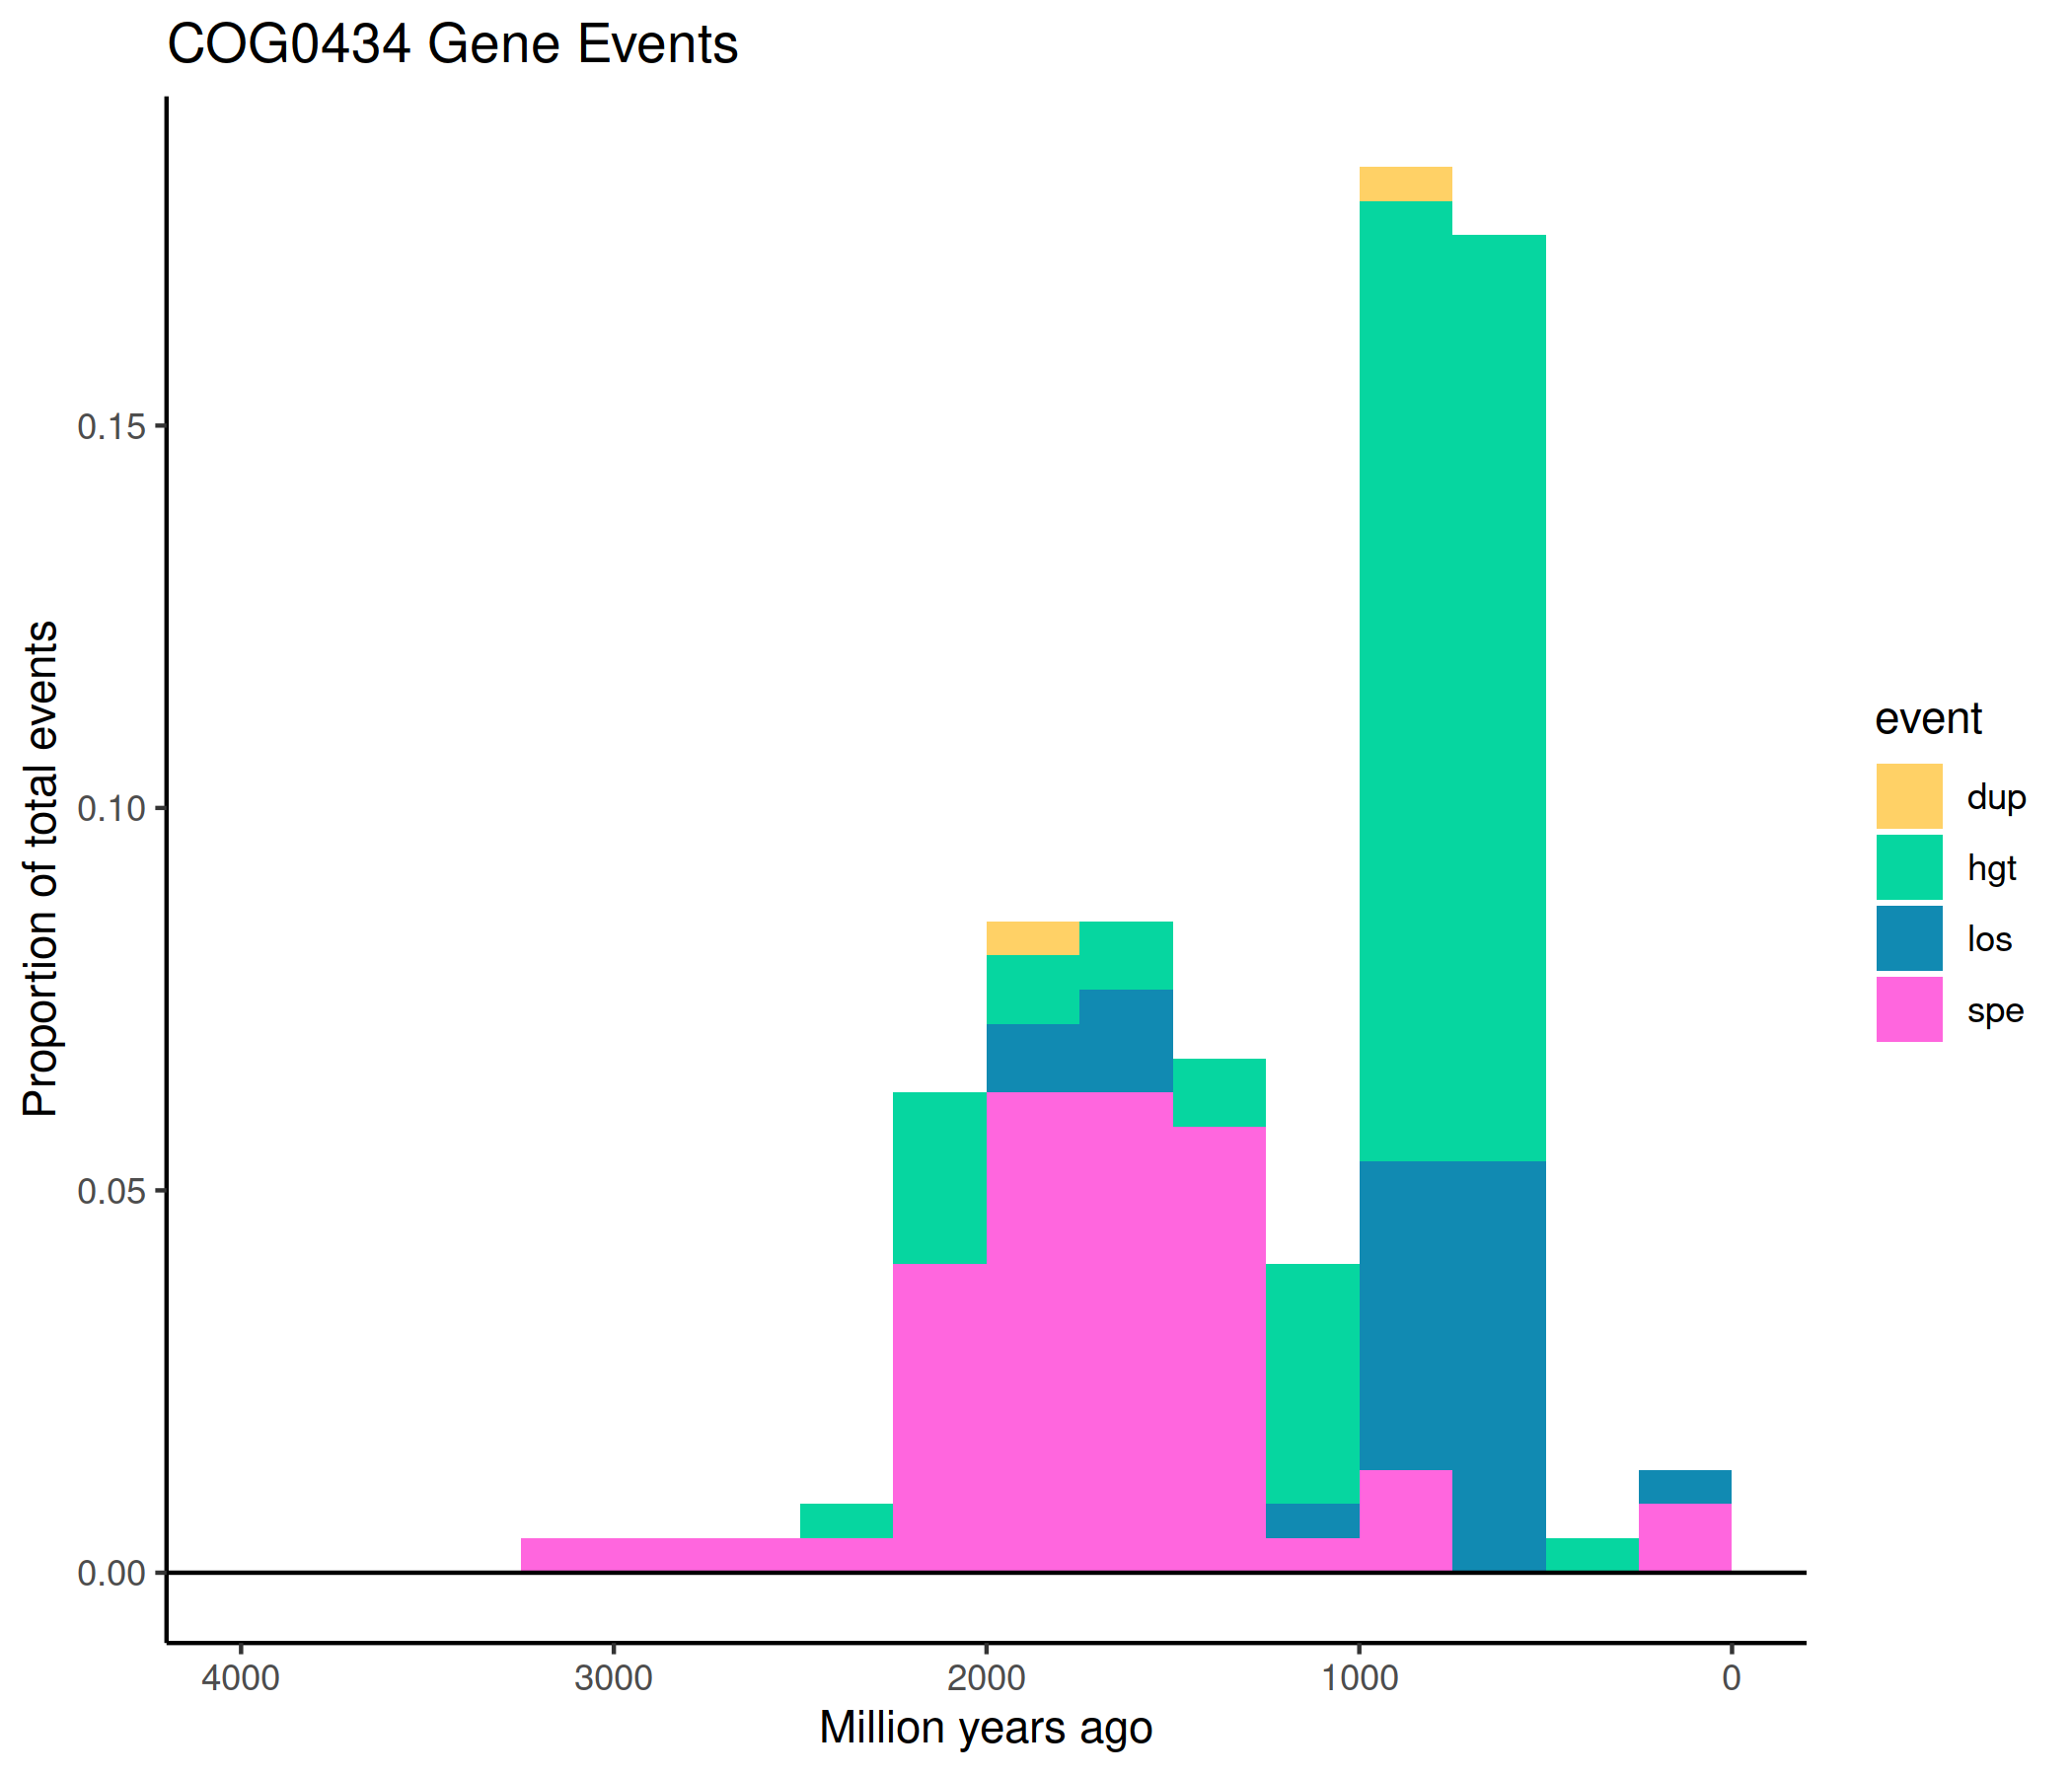 COG0434 Gene Events
Proportion of total events
0.15
0.10
0.05
0.00
4000 3000 2000 1000 0
Million years ago
event
dup
hgt
los
spe